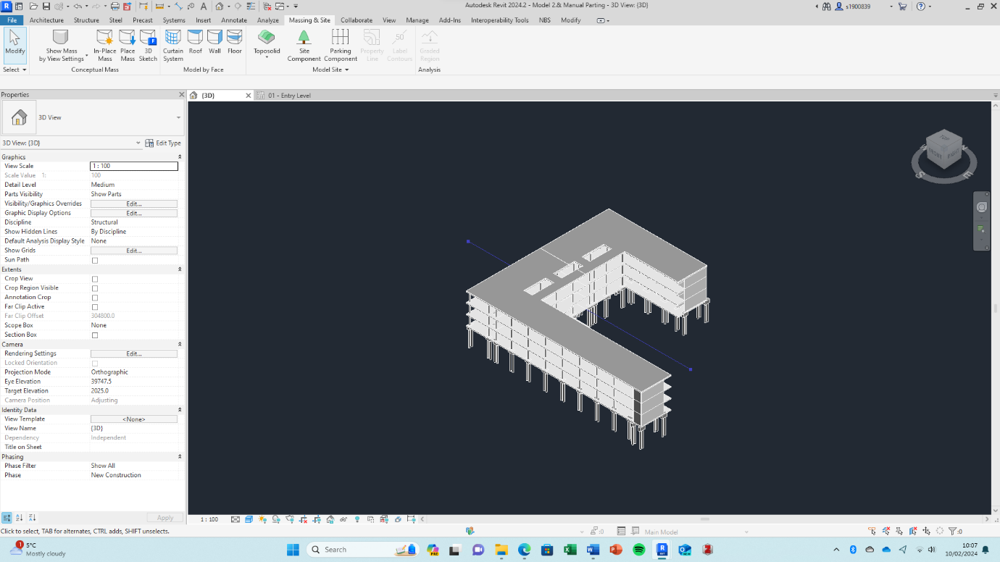 Autodesk Revit 2024.2 - Model 2.& Manual Parting - 3D View: {3D}
s1900839
File Architecture Structure Steel Precast Systems Insert Annotate Analyze Massing & Site Collaborate View Manage Add-Ins Interoperability Tools NBS Modify
Modify
Show Mass
by View Settings
In-Place
Mass
Place
Mass
3D
Sketch
Curtain
System
Roof
Wall
Floor
Toposolid
Site
Component
Parking
Component
Property
Line
Label
Contours
Graded
Region
Select
Conceptual Mass
Model by Face
Model Site
Analysis
Properties
{3D}
01 - Entry Level
3D View
3D View: {3D}
Edit Type
Graphics
View Scale 1 : 100
Scale Value 1: 100
Detail Level Medium
Parts Visibility Show Parts
Visibility/Graphics Overrides Edit...
Graphic Display Options Edit...
Discipline Structural
Show Hidden Lines By Discipline
Default Analysis Display Style None
Show Grids Edit...
Sun Path
Extents
Crop View
Crop Region Visible
Annotation Crop
Far Clip Active
Far Clip Offset 304800.0
Scope Box None
Section Box
Camera
Rendering Settings Edit...
Locked Orientation
Projection Mode Orthographic
Eye Elevation 39747.5
Target Elevation 2025.0
Camera Position Adjusting
Identity Data
View Template <None>
View Name {3D}
Dependency Independent
Title on Sheet
Phasing
Phase Filter Show All
Phase New Construction
Apply
TOP
FRONT
RIGHT
S
E
1 : 100
Click to select, TAB for alternates, CTRL adds, SHIFT unselects.
:0
Main Model
:0
1
5°C
Mostly cloudy
Search
10:07
10/02/2024